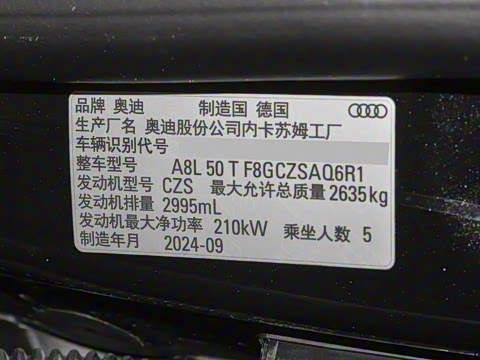 品牌 奥迪 制造国 德国
生产厂名 奥迪股份公司内卡苏姆工厂
车辆识别代号
整车型号 A8L 50 T F8GCZSAQ6R1
发动机型号 CZS 最大允许总质量 2635kg
发动机排量 2995mL
发动机最大净功率 210kW 乘坐人数 5
制造年月 2024-09